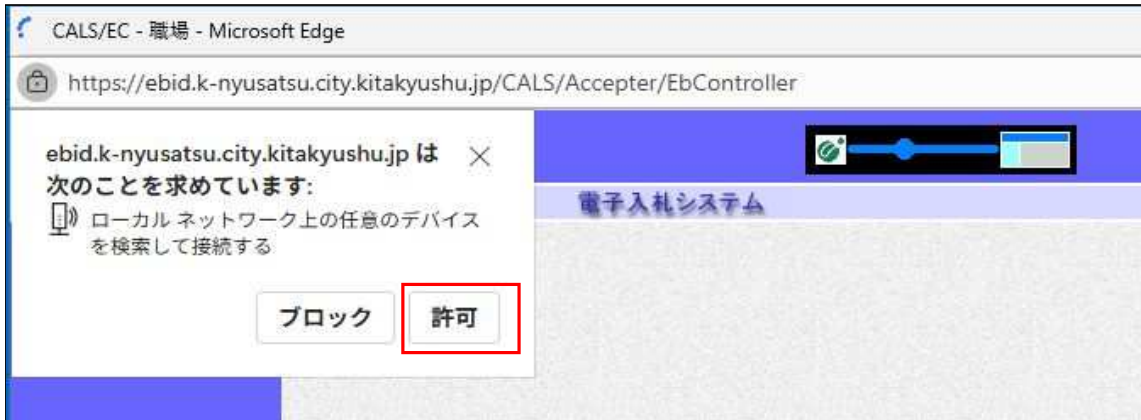 CALS/EC - 職場 - Microsoft Edge
https://ebid.k-nyusatsu.city.kitakyushu.jp/CALS/Accepter/EbController
ebid.k-nyusatsu.city.kitakyushu.jp は
次のことを求めています:
ローカル ネットワーク上の任意のデバイス
を検索して接続する
ブロック
許可
電子入札システム